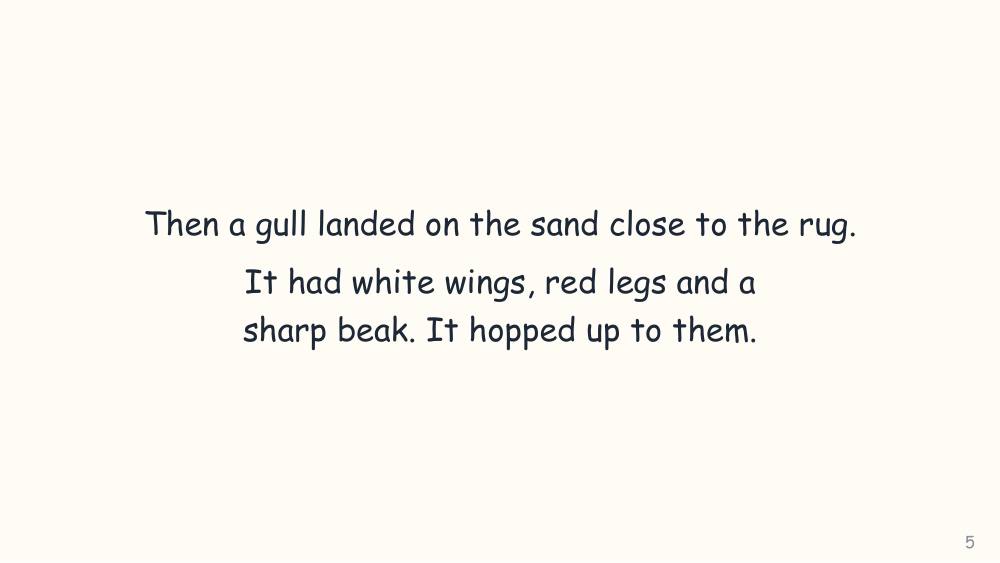 Then a gull landed on the sand close to the rug.
It had white wings, red legs and a
sharp beak. It hopped up to them.
5